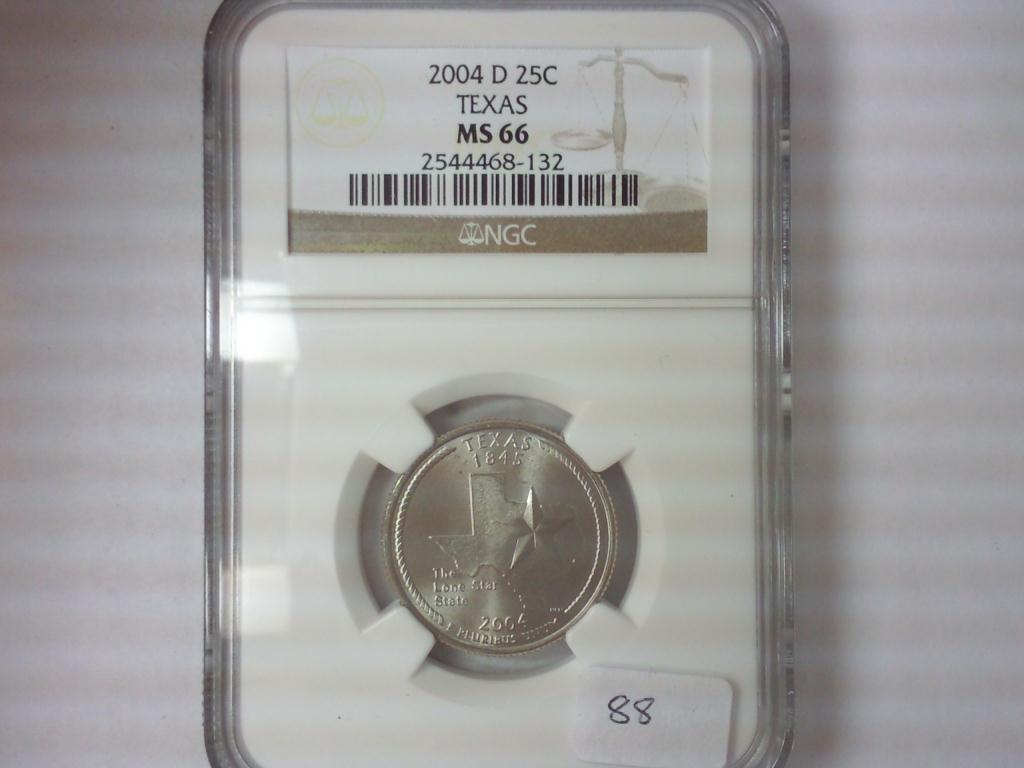 2004 D 25C
TEXAS
MS 66
2544468-132
NGC
TEXAS
1845
The
Lone Star
State
2004
E PLURIBUS UNUM
88